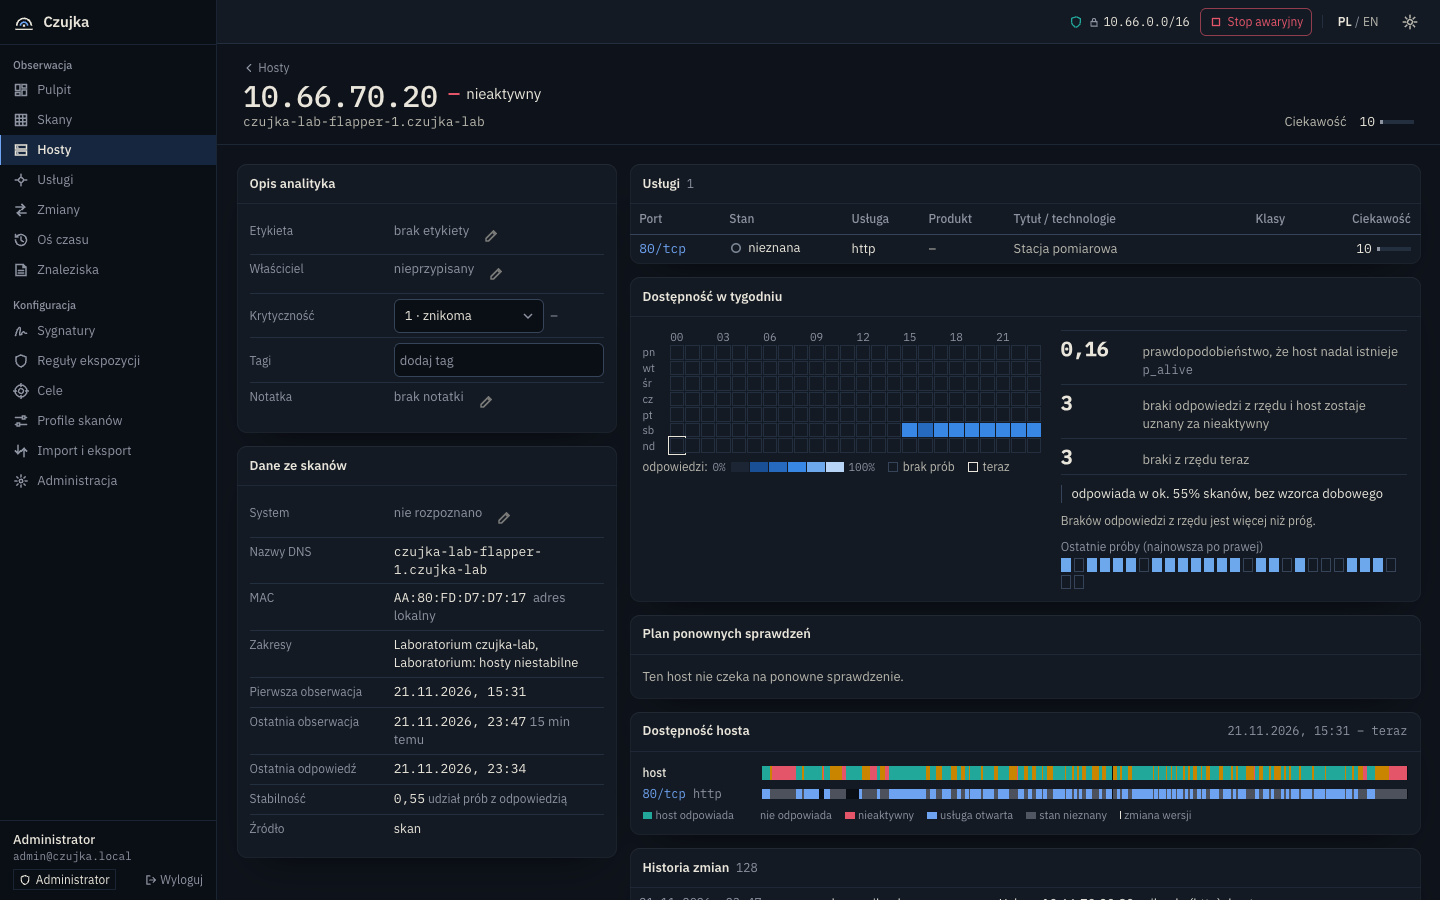 Czujka
10.66.0.0/16
Stop awaryjny
PL / EN
Obserwacja
Pulpit
Skany
Hosty
Usługi
Zmiany
Oś czasu
Znaleziska
Konfiguracja
Sygnatury
Reguły ekspozycji
Cele
Profile skanów
Import i eksport
Administracja
Administrator
admin@czujka.local
Administrator
Wyloguj
Hosty
10.66.70.20 nieaktywny
czujka-lab-flapper-1.czujka-lab
Ciekawość 10
Opis analityka
Etykieta brak etykiety
Właściciel nieprzypisany
Krytyczność 1 · znikoma –
Tagi dodaj tag
Notatka brak notatki
Dane ze skanów
System nie rozpoznano
Nazwy DNS czujka-lab-flapper-
1.czujka-lab
MAC AA:80:FD:D7:D7:17 adres
lokalny
Zakresy Laboratorium czujka-lab,
Laboratorium: hosty niestabilne
Pierwsza obserwacja 21.11.2026, 15:31
Ostatnia obserwacja 21.11.2026, 23:47 15 min
temu
Ostatnia odpowiedź 21.11.2026, 23:34
Stabilność 0,55 udział prób z odpowiedzią
Źródło skan
Usługi 1
Port Stan Usługa Produkt Tytuł / technologie Klasy Ciekawość
80/tcp nieznana http – Stacja pomiarowa 10
Dostępność w tygodniu
00 03 06 09 12 15 18 21
pn
wt
śr
cz
pt
sb
nd
odpowiedzi: 0% 100% brak prób teraz
0,16 prawdopodobieństwo, że host nadal istnieje
p_alive
3 braki odpowiedzi z rzędu i host zostaje
uznany za nieaktywny
3 braki z rzędu teraz
odpowiada w ok. 55% skanów, bez wzorca dobowego
Braków odpowiedzi z rzędu jest więcej niż próg.
Ostatnie próby (najnowsza po prawej)
Plan ponownych sprawdzeń
Ten host nie czeka na ponowne sprawdzenie.
Dostępność hosta 21.11.2026, 15:31 – teraz
host
80/tcp http
host odpowiada nie odpowiada nieaktywny usługa otwarta stan nieznany zmiana wersji
Historia zmian 128